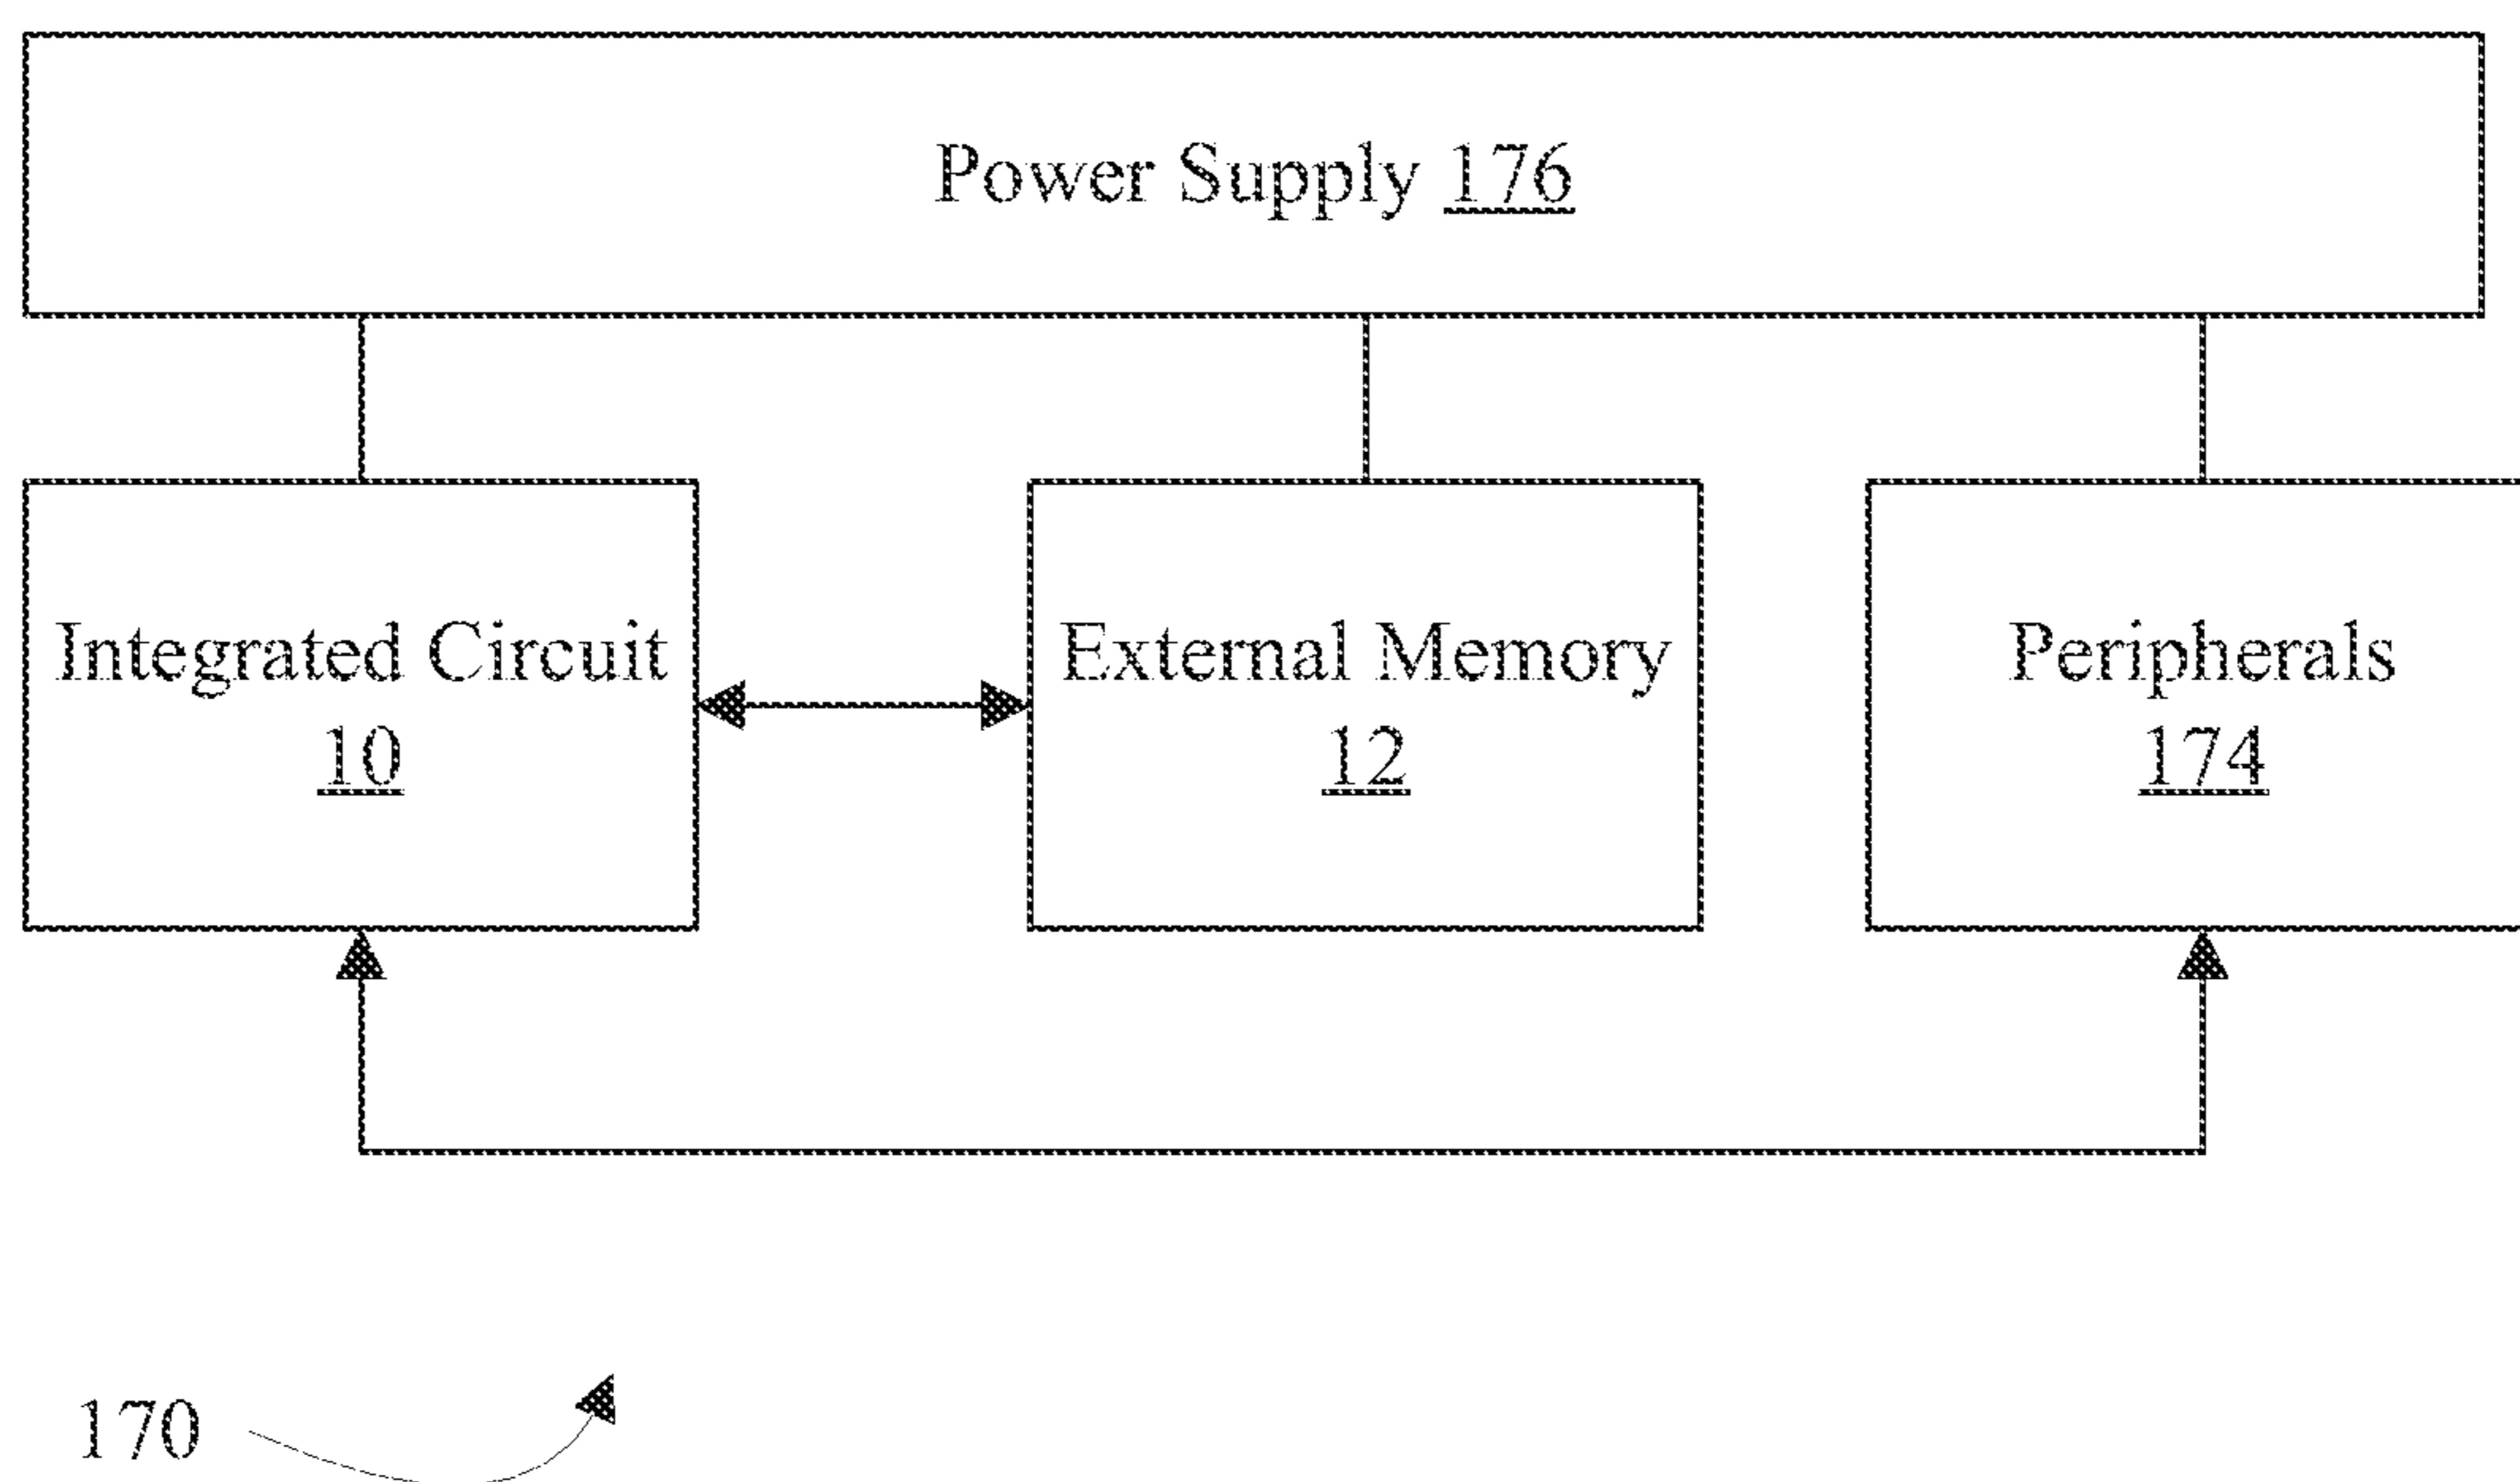 Power Supply 176
Integrated Circuit
10
External Memory
12
Peripherals
174
170